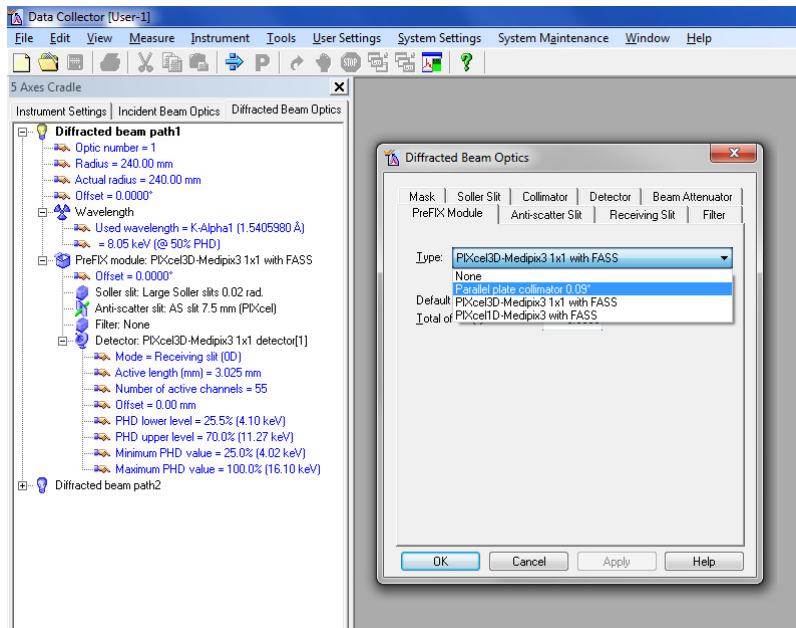 Data Collector [User-1]
File Edit View Measure Instrument Tools User Settings System Settings System Maintenance Window Help
P STOP ?
5 Axes Cradle
Instrument Settings Incident Beam Optics Diffracted Beam Optics
Diffracted beam path1
Optic number = 1
Radius = 240.00 mm
Actual radius = 240.00 mm
Offset = 0.0000°
Wavelength
Used wavelength = K-Alpha1 (1.5405980 Å)
= 8.05 keV (@ 50% PHD)
PreFIX module: PIXcel3D-Medipix3 1x1 with FASS
Offset = 0.0000°
Soller slit: Large Soller slits 0.02 rad.
Anti-scatter slit: AS slit 7.5 mm (PIXcel)
Filter: None
Detector: PIXcel3D-Medipix3 1x1 detector[1]
Mode = Receiving slit (0D)
Active length (mm) = 3.025 mm
Number of active channels = 55
Offset = 0.00 mm
PHD lower level = 25.5% (4.10 keV)
PHD upper level = 70.0% (11.27 keV)
Minimum PHD value = 25.0% (4.02 keV)
Maximum PHD value = 100.0% (16.10 keV)
Diffracted beam path2
Diffracted Beam Optics
Mask Soller Slit Collimator Detector Beam Attenuator
PreFIX Module Anti-scatter Slit Receiving Slit Filter
Type: PIXcel3D-Medipix3 1x1 with FASS
None
Parallel plate collimator 0.09°
Default PIXcel3D-Medipix3 1x1 with FASS
Total of PIXcel1D-Medipix3 with FASS
OK Cancel Apply Help